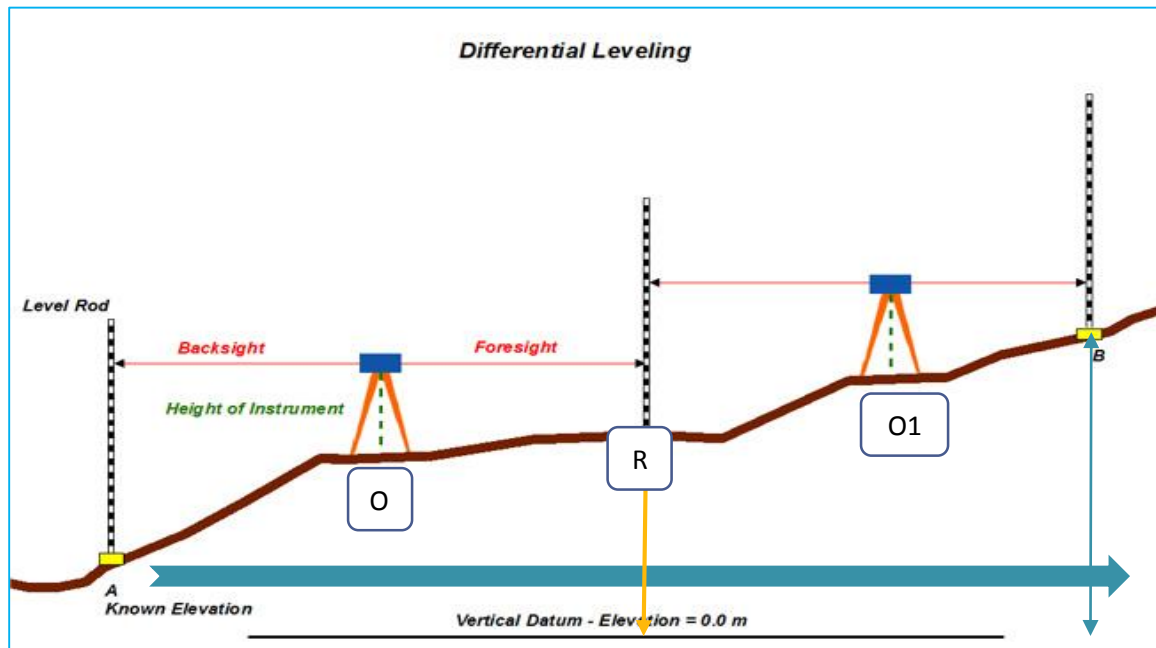 Differential Leveling
Level Rod
Backsight
Foresight
Height of Instrument
B
O1
R
O
A
Known Elevation
Vertical Datum - Elevation = 0.0 m